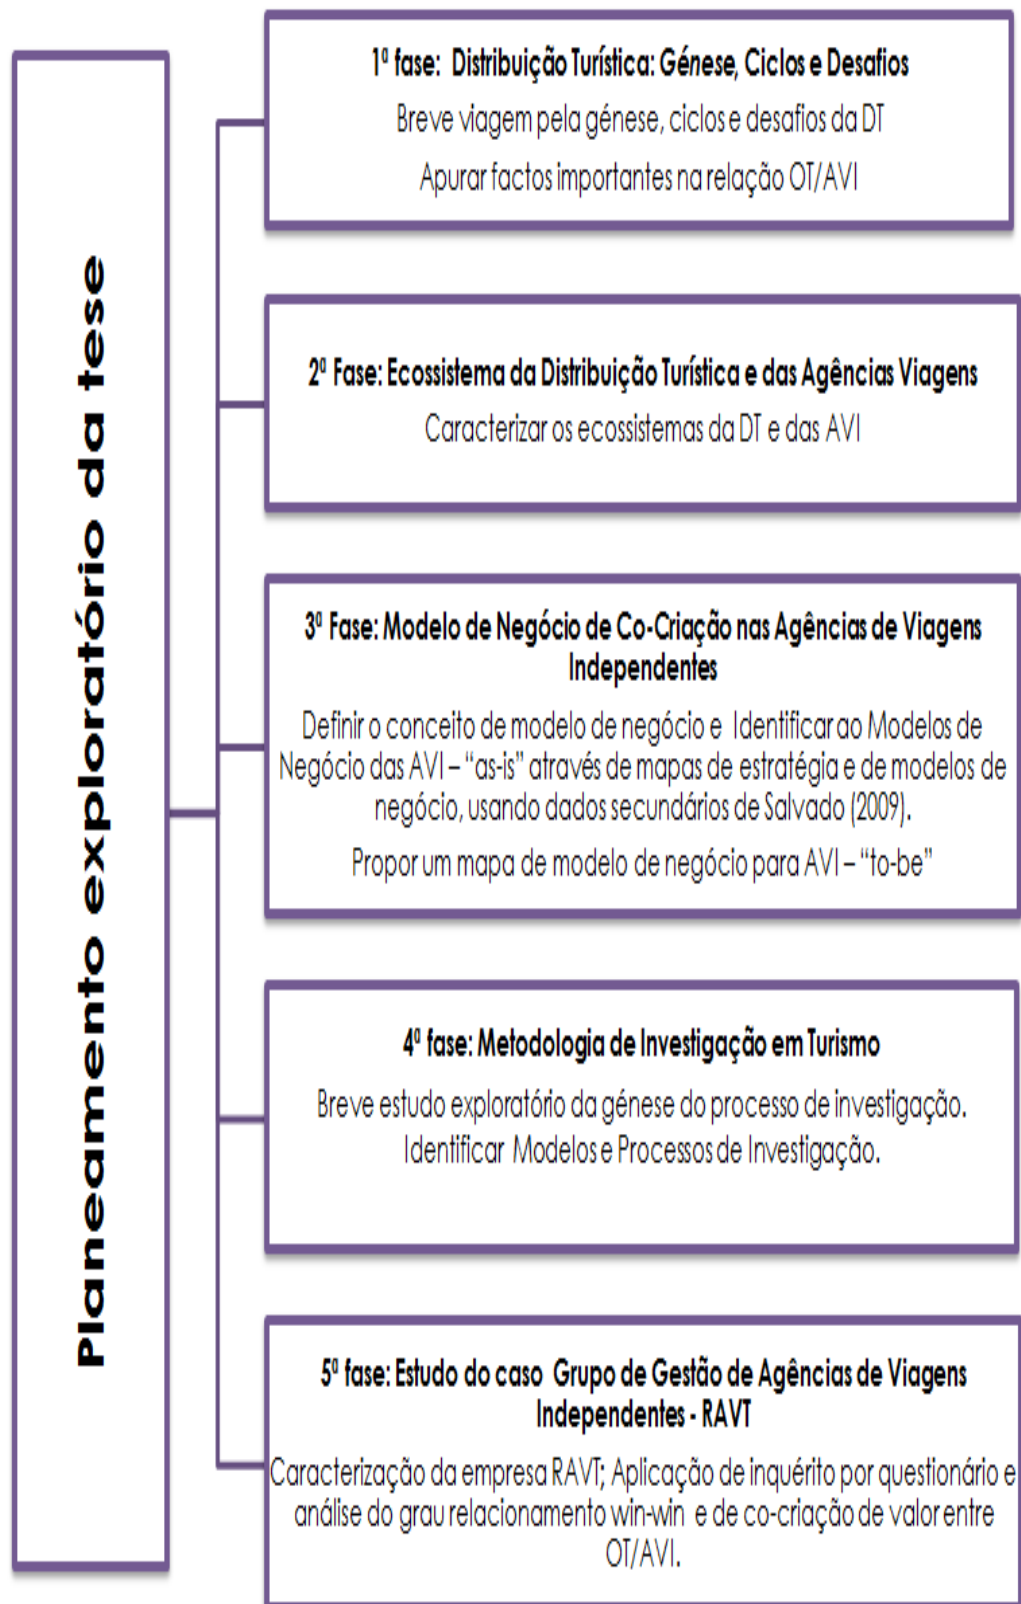 Planeamento exploratório da tese
1ª fase: Distribuição Turística: Génese, Ciclos e Desafios
Breve viagem pela génese, ciclos e desafios da DT
Apurar factos importantes na relação OT/AVI
2ª Fase: Ecossistema da Distribuição Turística e das Agências Viagens
Caracterizar os ecossistemas da DT e das AVI
3ª Fase: Modelo de Negócio de Co-Criação nas Agências de Viagens
Independentes
Definir o conceito de modelo de negócio e Identificar ao Modelos de
Negócio das AVI – “as-is” através de mapas de estratégia e de modelos de
negócio, usando dados secundários de Salvado (2009).
Propor um mapa de modelo de negócio para AVI – “to-be”
4ª fase: Metodologia de Investigação em Turismo
Breve estudo exploratório da génese do processo de investigação.
Identificar Modelos e Processos de Investigação.
5ª fase: Estudo do caso Grupo de Gestão de Agências de Viagens
Independentes - RAVT
Caracterização da empresa RAVT; Aplicação de inquérito por questionário e
análise do grau relacionamento win-win e de co-criação de valor entre
OT/AVI.